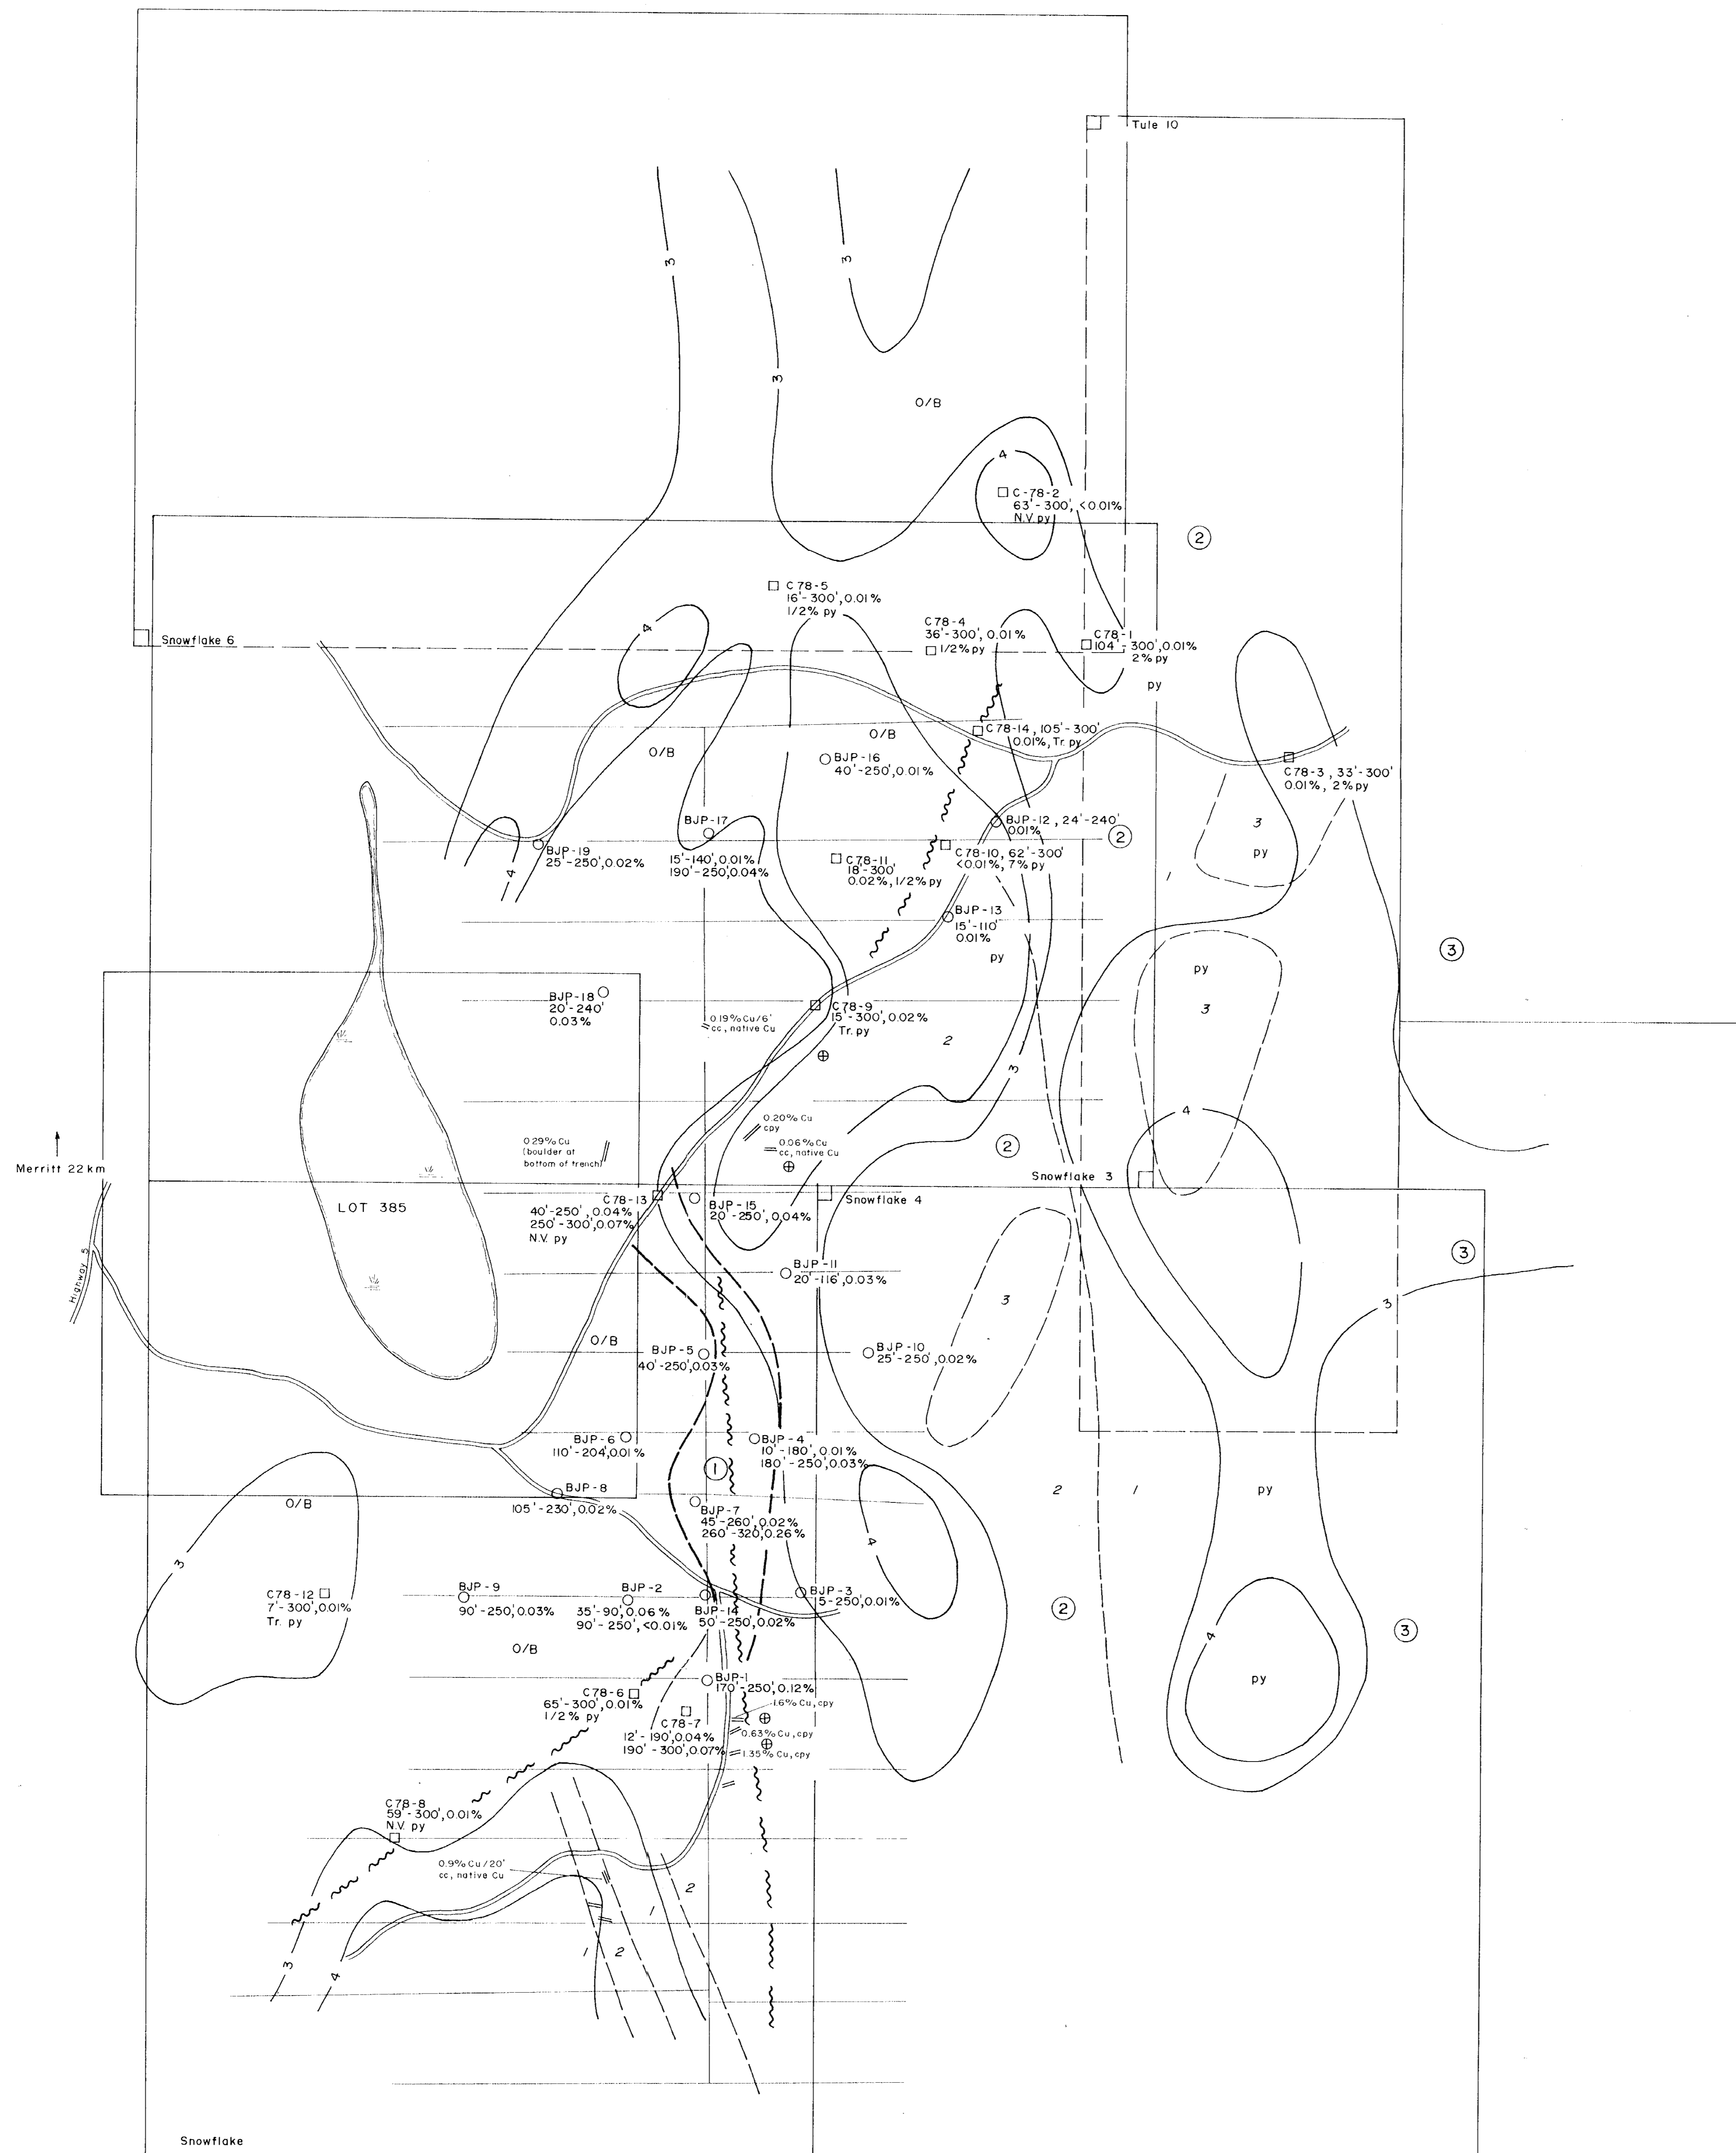 Tule 10
3
3
3
O/B
4
C-78-2
63'-300', <0.01%
N.V. py
2
C 78-5
16'-300', 0.01%
1/2% py
4
C78-4
36'-300', 0.01%
1/2% py
C78-1
104'-300', 0.01%
2% py
py
Snowflake 6
O/B
O/B
C78-14, 105'-300'
0.01%, Tr. py
BJP-16
40'-250', 0.01%
C78-3, 33'-300'
0.01%, 2% py
BJP-17
15'-140', 0.01%
190'-250', 0.04%
BJP-12, 24'-240'
0.01%
2
3
py
BJP-19
25'-250', 0.02%
4
C78-11
18'-300'
0.02%, 1/2% py
C78-10, 62'-300'
<0.01%, 7% py
1
BJP-13
15'-110'
0.01%
py
3
py
3
BJP-18
20'-240'
0.03%
0.19% Cu/6'
cc, native Cu
C78-9
15'-300', 0.02%
Tr. py
2
3
4
0.20% Cu
cpy
0.06% Cu
cc, native Cu
0.29% Cu
(boulder at
bottom of trench)
2
Merritt 22 km
Snowflake 3
LOT 385
C78-13
40'-250', 0.04%
250'-300', 0.07%
N.V. py
BJP-15
20'-250', 0.04%
Snowflake 4
3
Highway 5
BJP-11
20'-116', 0.03%
3
3
O/B
BJP-5
40'-250', 0.03%
BJP-10
25'-250', 0.02%
BJP-6
110'-204', 0.01%
BJP-4
10'-180', 0.01%
180'-250', 0.03%
1
2
1
py
O/B
BJP-8
105'-230', 0.02%
BJP-7
45'-260', 0.02%
260'-320', 0.26%
4
3
C78-12
7'-300', 0.01%
Tr. py
BJP-9
90'-250', 0.03%
BJP-2
35'-90', 0.06%
90'-250', <0.01%
BJP-14
50'-250', 0.02%
BJP-3
15-250', 0.01%
2
3
4
O/B
py
BJP-1
170'-250', 0.12%
C78-6
65'-300', 0.01%
1/2% py
1.6% Cu, cpy
C78-7
12'-190', 0.04%
190'-300', 0.07%
0.63% Cu, cpy
1.35% Cu, cpy
C78-8
59'-300', 0.01%
N.V. py
0.9% Cu/20'
cc, native Cu
2
1
1
2
3
4
Snowflake